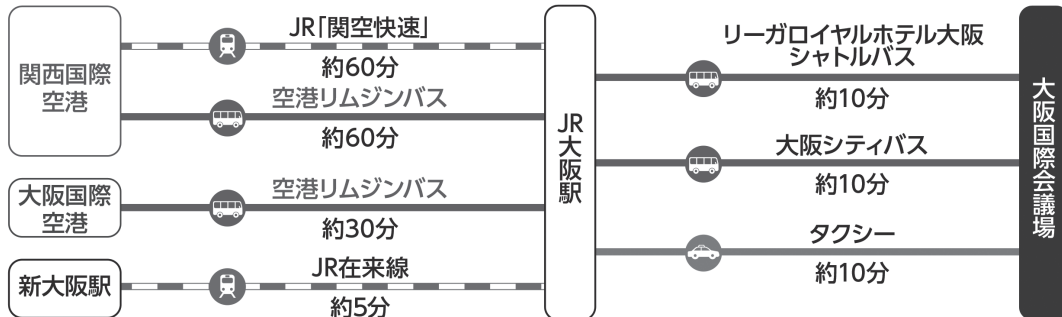 関西国際
空港
JR「関空快速」
約60分
空港リムジンバス
約60分
大阪国際
空港
空港リムジンバス
約30分
新大阪駅
JR在来線
約5分
JR大阪駅
リーガロイヤルホテル大阪
シャトルバス
約10分
大阪シティバス
約10分
タクシー
約10分
大阪国際会議場